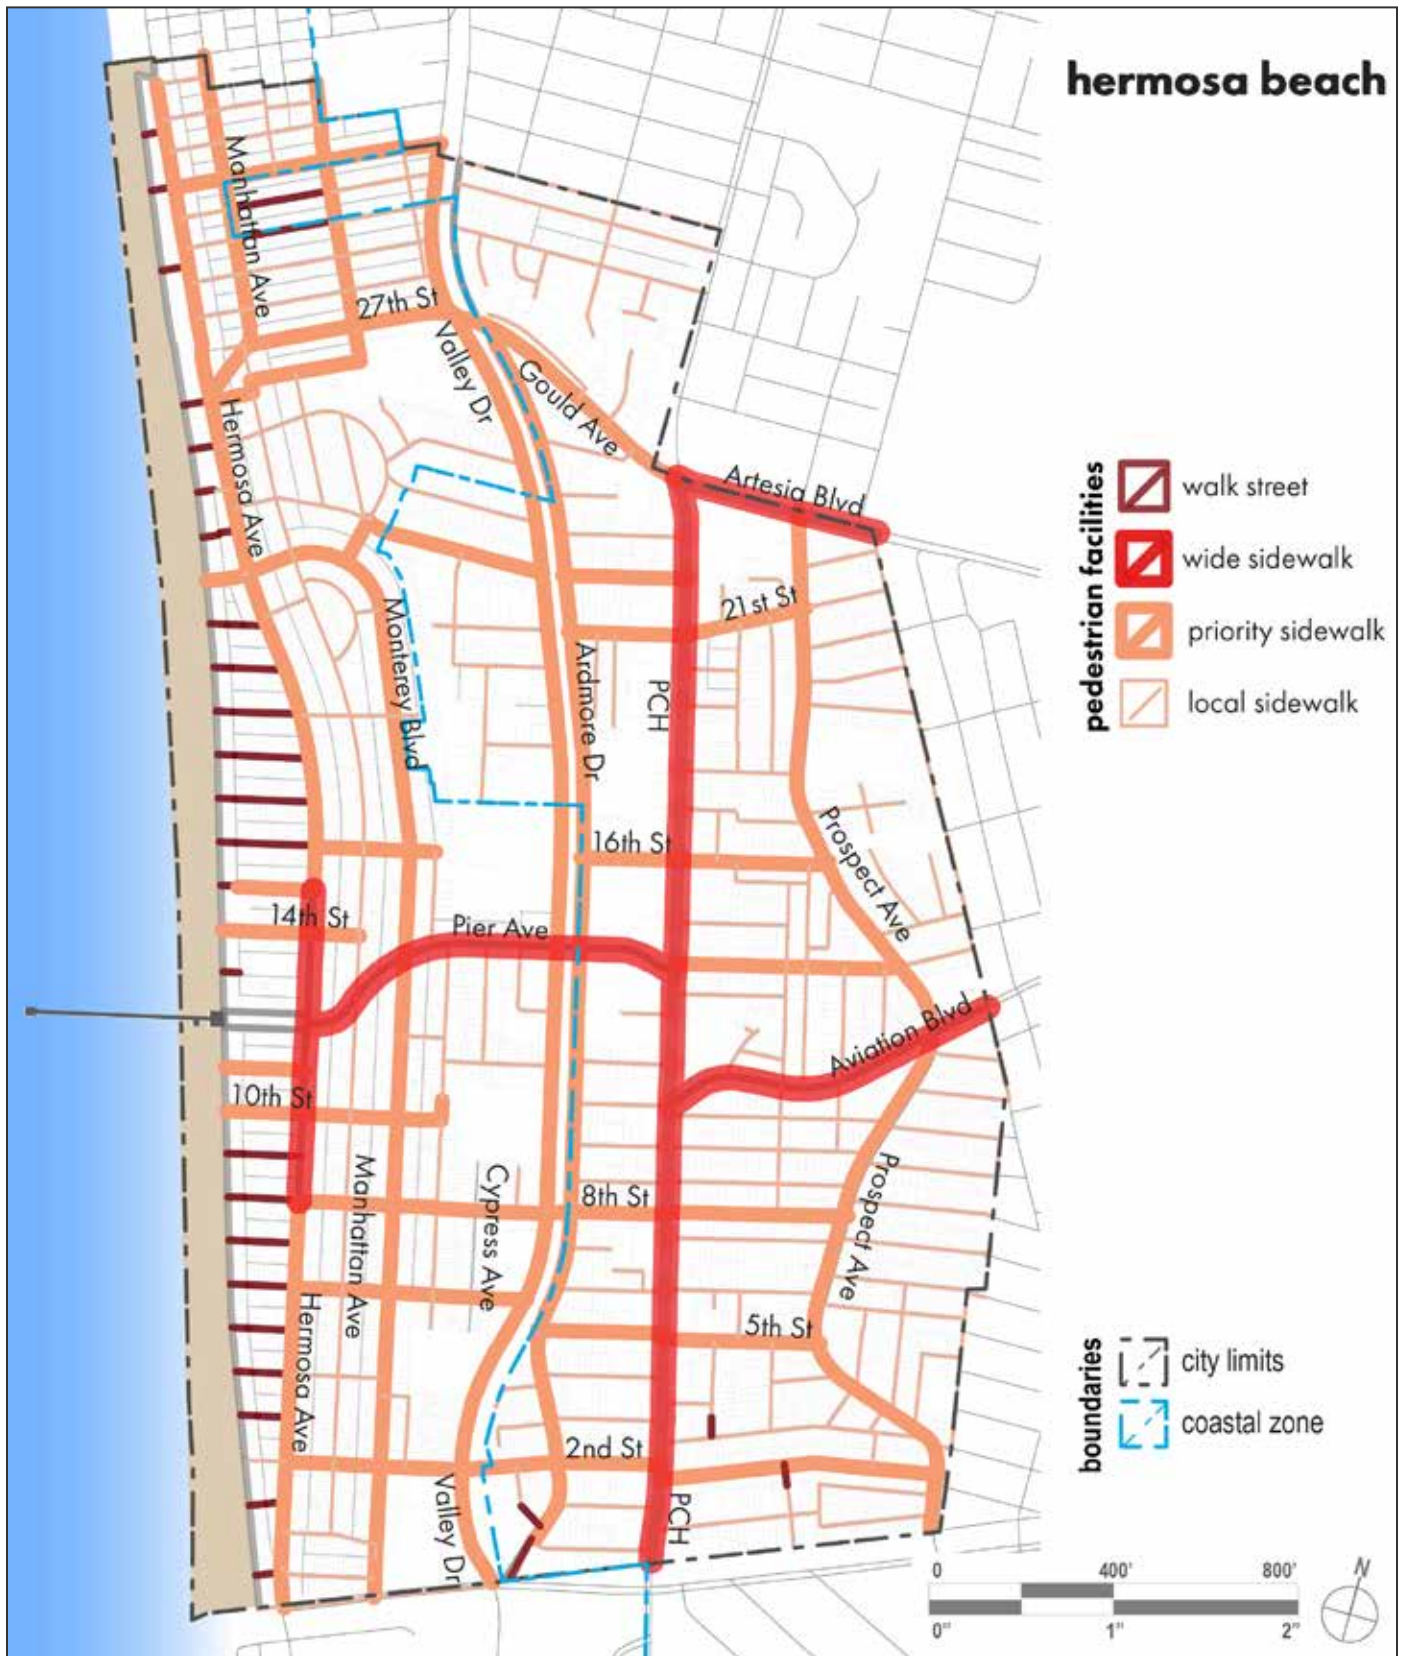 hermosa beach
Manhattan Ave
27th St
Valley Dr
Gould Ave
Hermosa Ave
Artesia Blvd
pedestrian facilities
walk street
wide sidewalk
priority sidewalk
local sidewalk
21st St
Monterey Blvd
Ardmore Dr
PCH
16th St
Prospect Ave
14th St
Pier Ave
Aviation Blvd
10th St
Manhattan Ave
Cypress Ave
8th St
Prospect Ave
Hermosa Ave
5th St
boundaries
city limits
coastal zone
2nd St
Valley Dr
PCH
0 400' 800'
0" 1" 2"
N